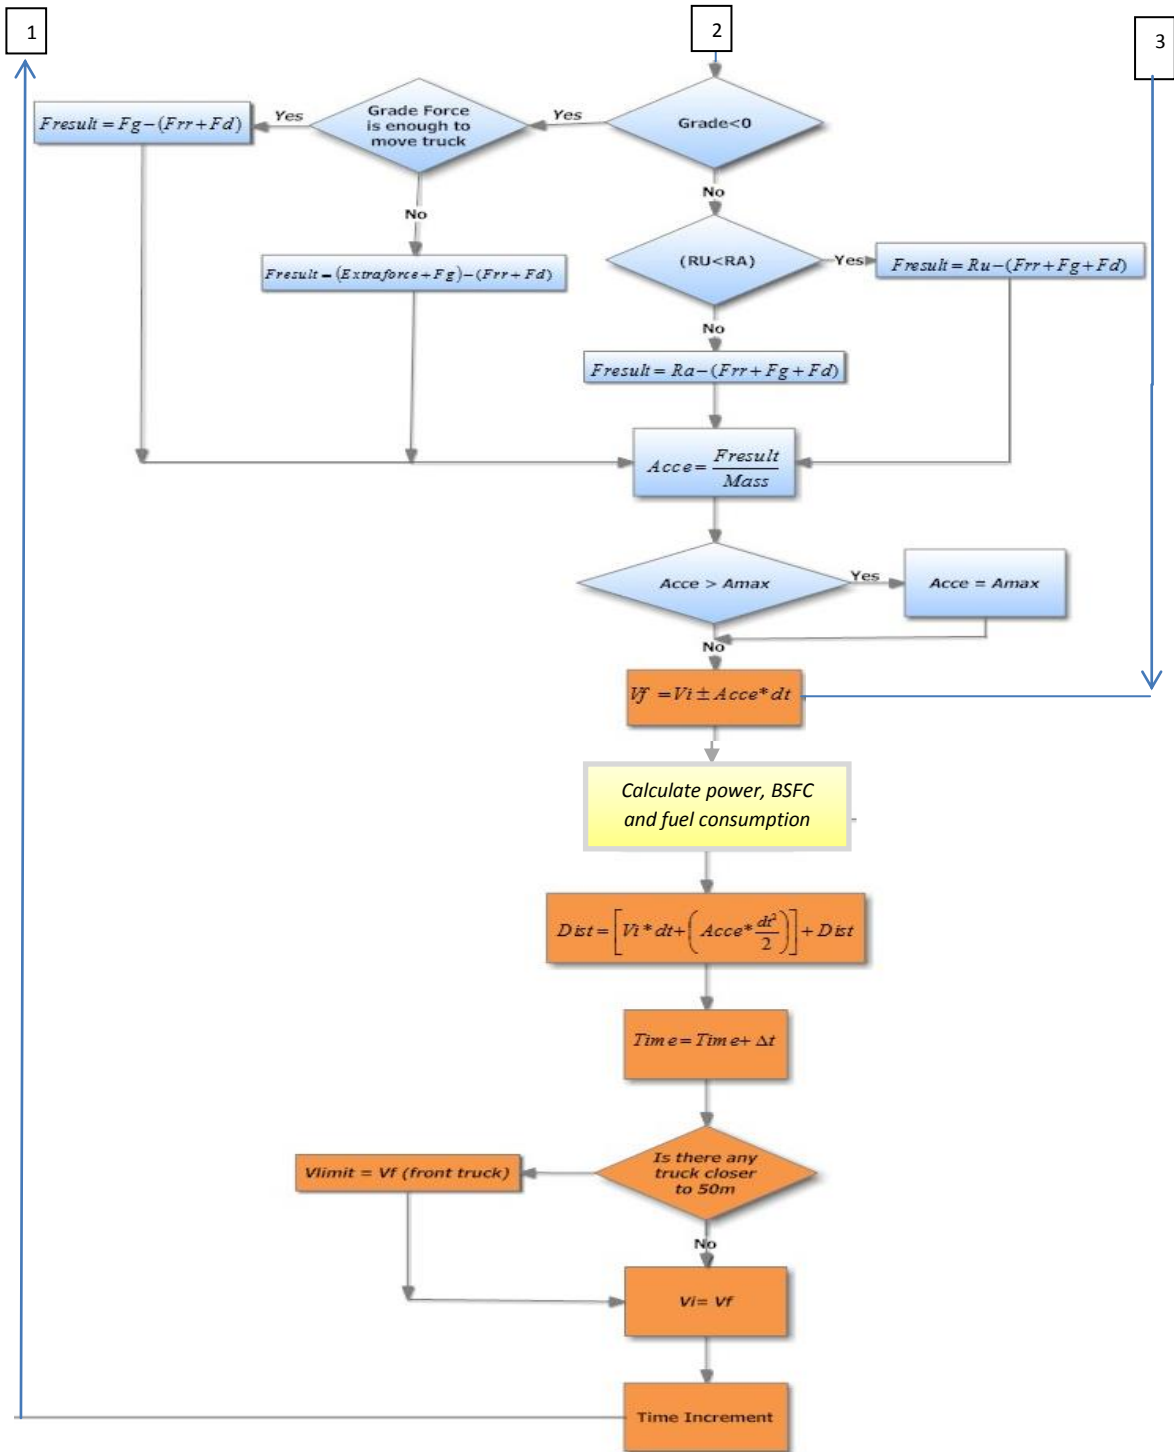 1
2
3
Grade<0
Yes
Grade Force
is enough to
move truck
Yes
Fresult = Fg-(Frr+Fd)
No
No
Fresult = (Extraforce+Fg)-(Frr+Fd)
(RU<RA)
Yes
Fresult = Ru-(Frr+Fg+Fd)
No
Fresult = Ra-(Frr+Fg+Fd)
Acce = Fresult
Mass
Acce > Amax
Yes
Acce = Amax
No
Vf = Vi ± Acce* dt
Calculate power, BSFC
and fuel consumption
Dist = [Vi * dt + (Acce * dt²/2)] + Dist
Time = Time + Δt
Is there any
truck closer
to 50m
Vlimit = Vf (front truck)
No
Vi= Vf
Time Increment